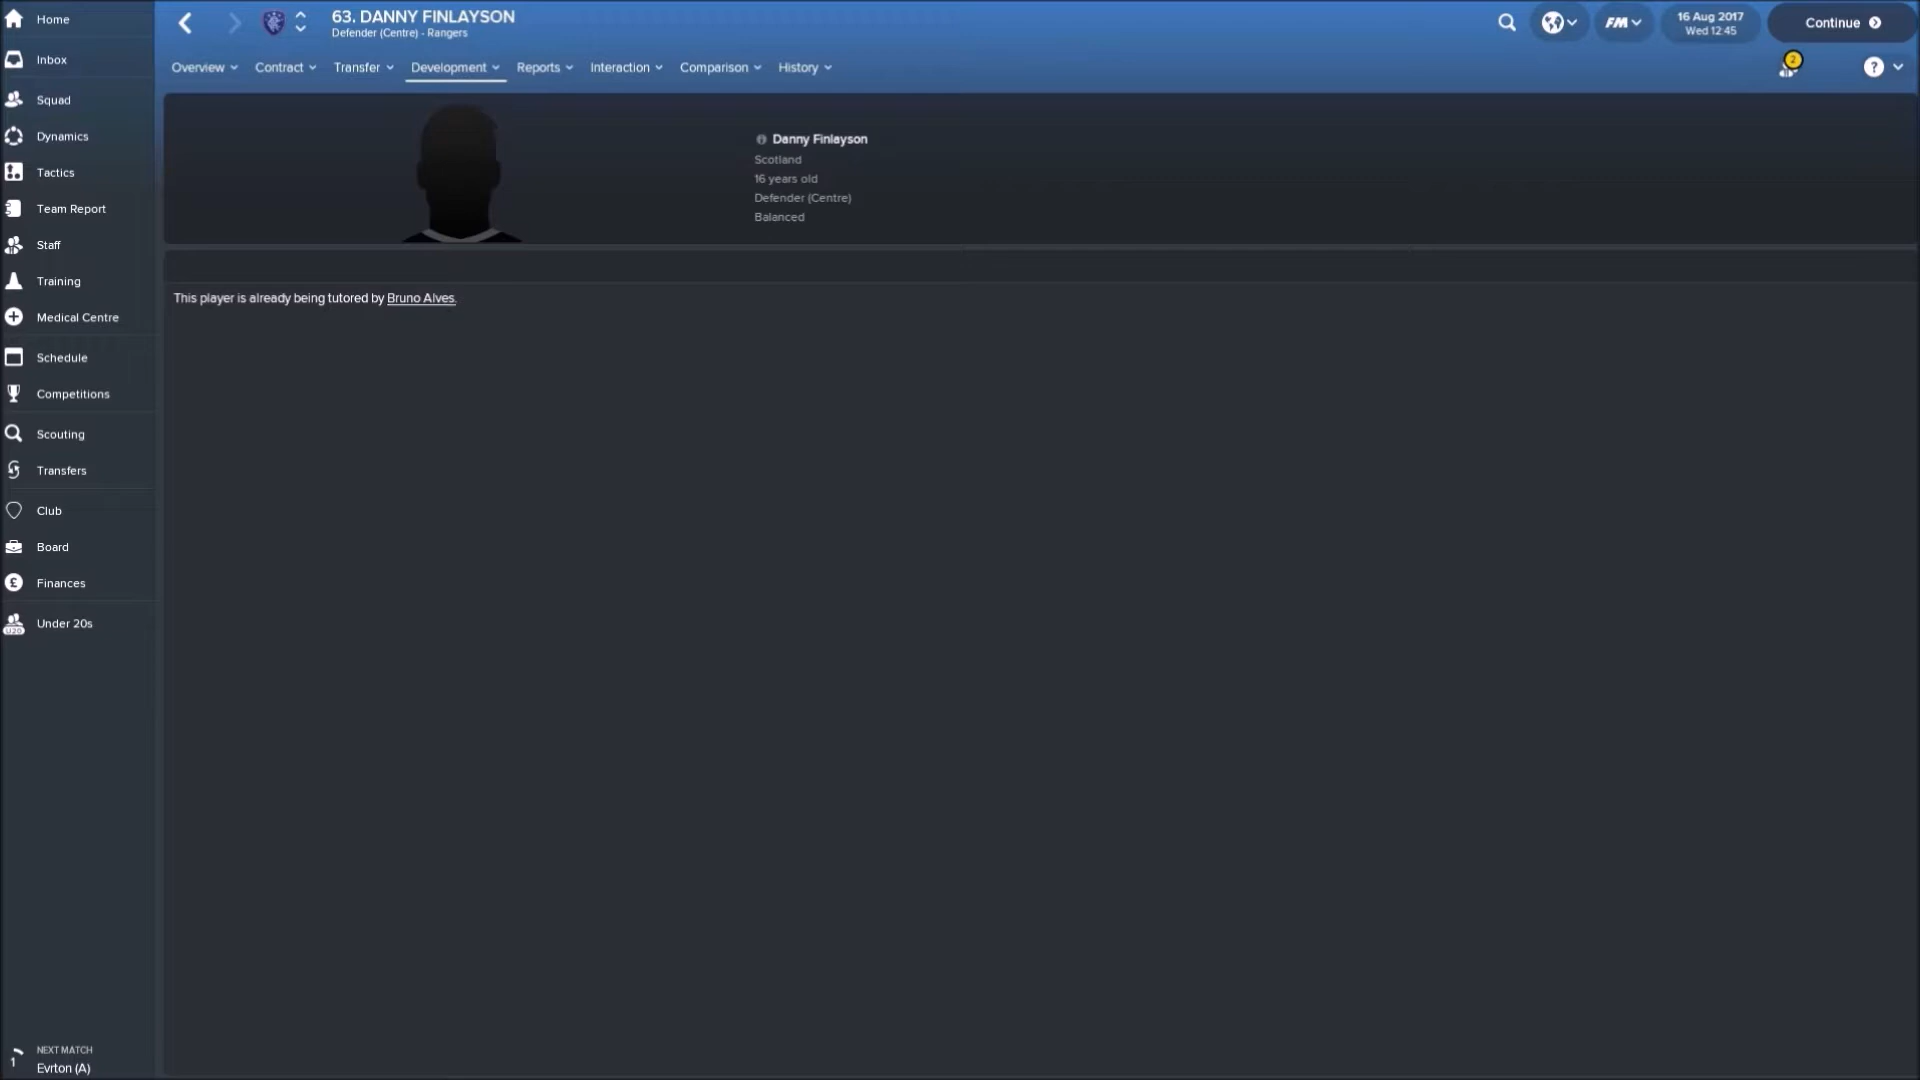 Home
Inbox
Squad
Dynamics
Tactics
Team Report
Staff
Training
Medical Centre
Schedule
Competitions
Scouting
Transfers
Club
Board
Finances
U20
Under 20s
NEXT MATCH
1
Evrton (A)
63. DANNY FINLAYSON
Defender (Centre) - Rangers
FM
16 Aug 2017
Wed 12:45
Continue
Overview Contract Transfer Development Reports Interaction Comparison History
2
?
Danny Finlayson
Scotland
16 years old
Defender (Centre)
Balanced
This player is already being tutored by Bruno Alves.